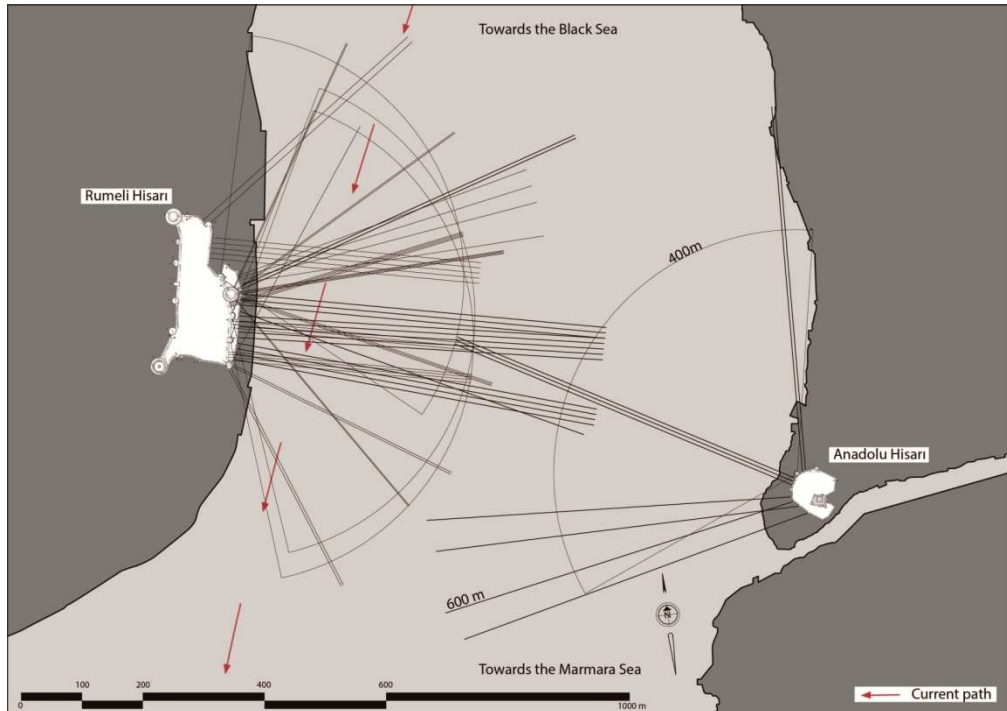 Towards the Black Sea
Rumeli Hisarı
400m
Anadolu Hisarı
600 m
N
Towards the Marmara Sea
100 200 400 600
0 1000 m
Current path